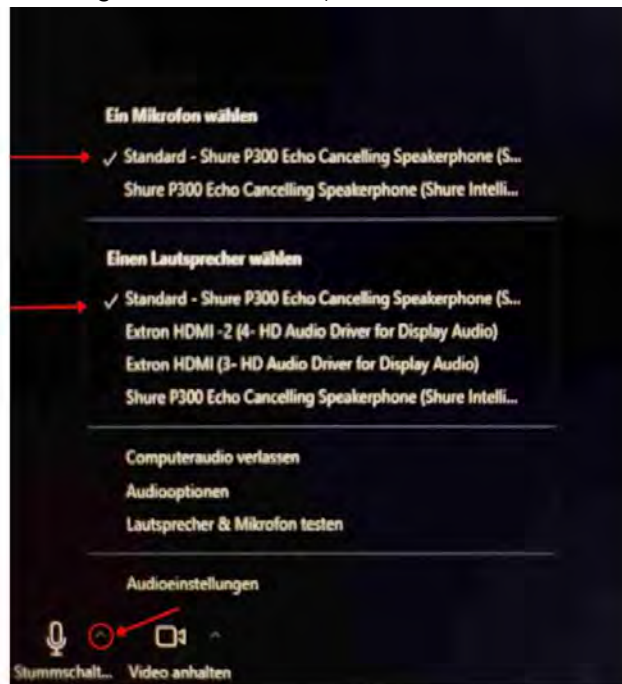 Ein Mikrofon wählen
Standard - Shure P300 Echo Cancelling Speakerphone (S...
Shure P300 Echo Cancelling Speakerphone (Shure Intelli...
Einen Lautsprecher wählen
Standard - Shure P300 Echo Cancelling Speakerphone (S...
Extron HDMI -2 (4- HD Audio Driver for Display Audio)
Extron HDMI (3- HD Audio Driver for Display Audio)
Shure P300 Echo Cancelling Speakerphone (Shure Intelli...
Computeraudio verlassen
Audiooptionen
Lautsprecher & Mikrofon testen
Audioeinstellungen
Stummschalt... Video anhalten